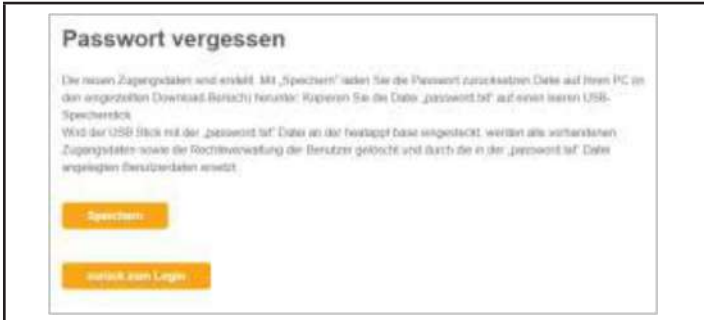 Passwort vergessen
Die neuen Zugangsdaten sind erstellt. Mit „Speichern“ laden Sie die Passwort zurücksetzen Datei auf Ihren PC (in
den eingestellten Download-Bereich) herunter. Kopieren Sie die Datei „password.txt“ auf einen leeren USB-
Speicherstick.
Wird der USB Stick mit der „password.txt“ Datei an der heatapp! base eingesteckt, werden alle vorhandenen
Zugangsdaten sowie die Rechteverwaltung der Benutzer gelöscht und durch die in der „password.txt“ Datei
angelegten Benutzerdaten ersetzt.
Speichern
zurück zum Login